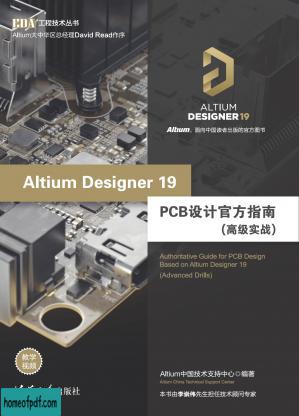 EDA 工程技术丛书
Altium大中华区总经理David Read作序
ALTIUM
DESIGNER 19
Altium. 面向中国读者出版的官方图书
Altium Designer 19
PCB设计官方指南
(高级实战)
Authoritative Guide for PCB Design
Based on Altium Designer 19
(Advanced Drills)
教学
视频
Altium中国技术支持中心 编著
Altium China Technical Support Center
本书由李崇伟先生担任技术顾问专家
出版社
homeofpdf.com